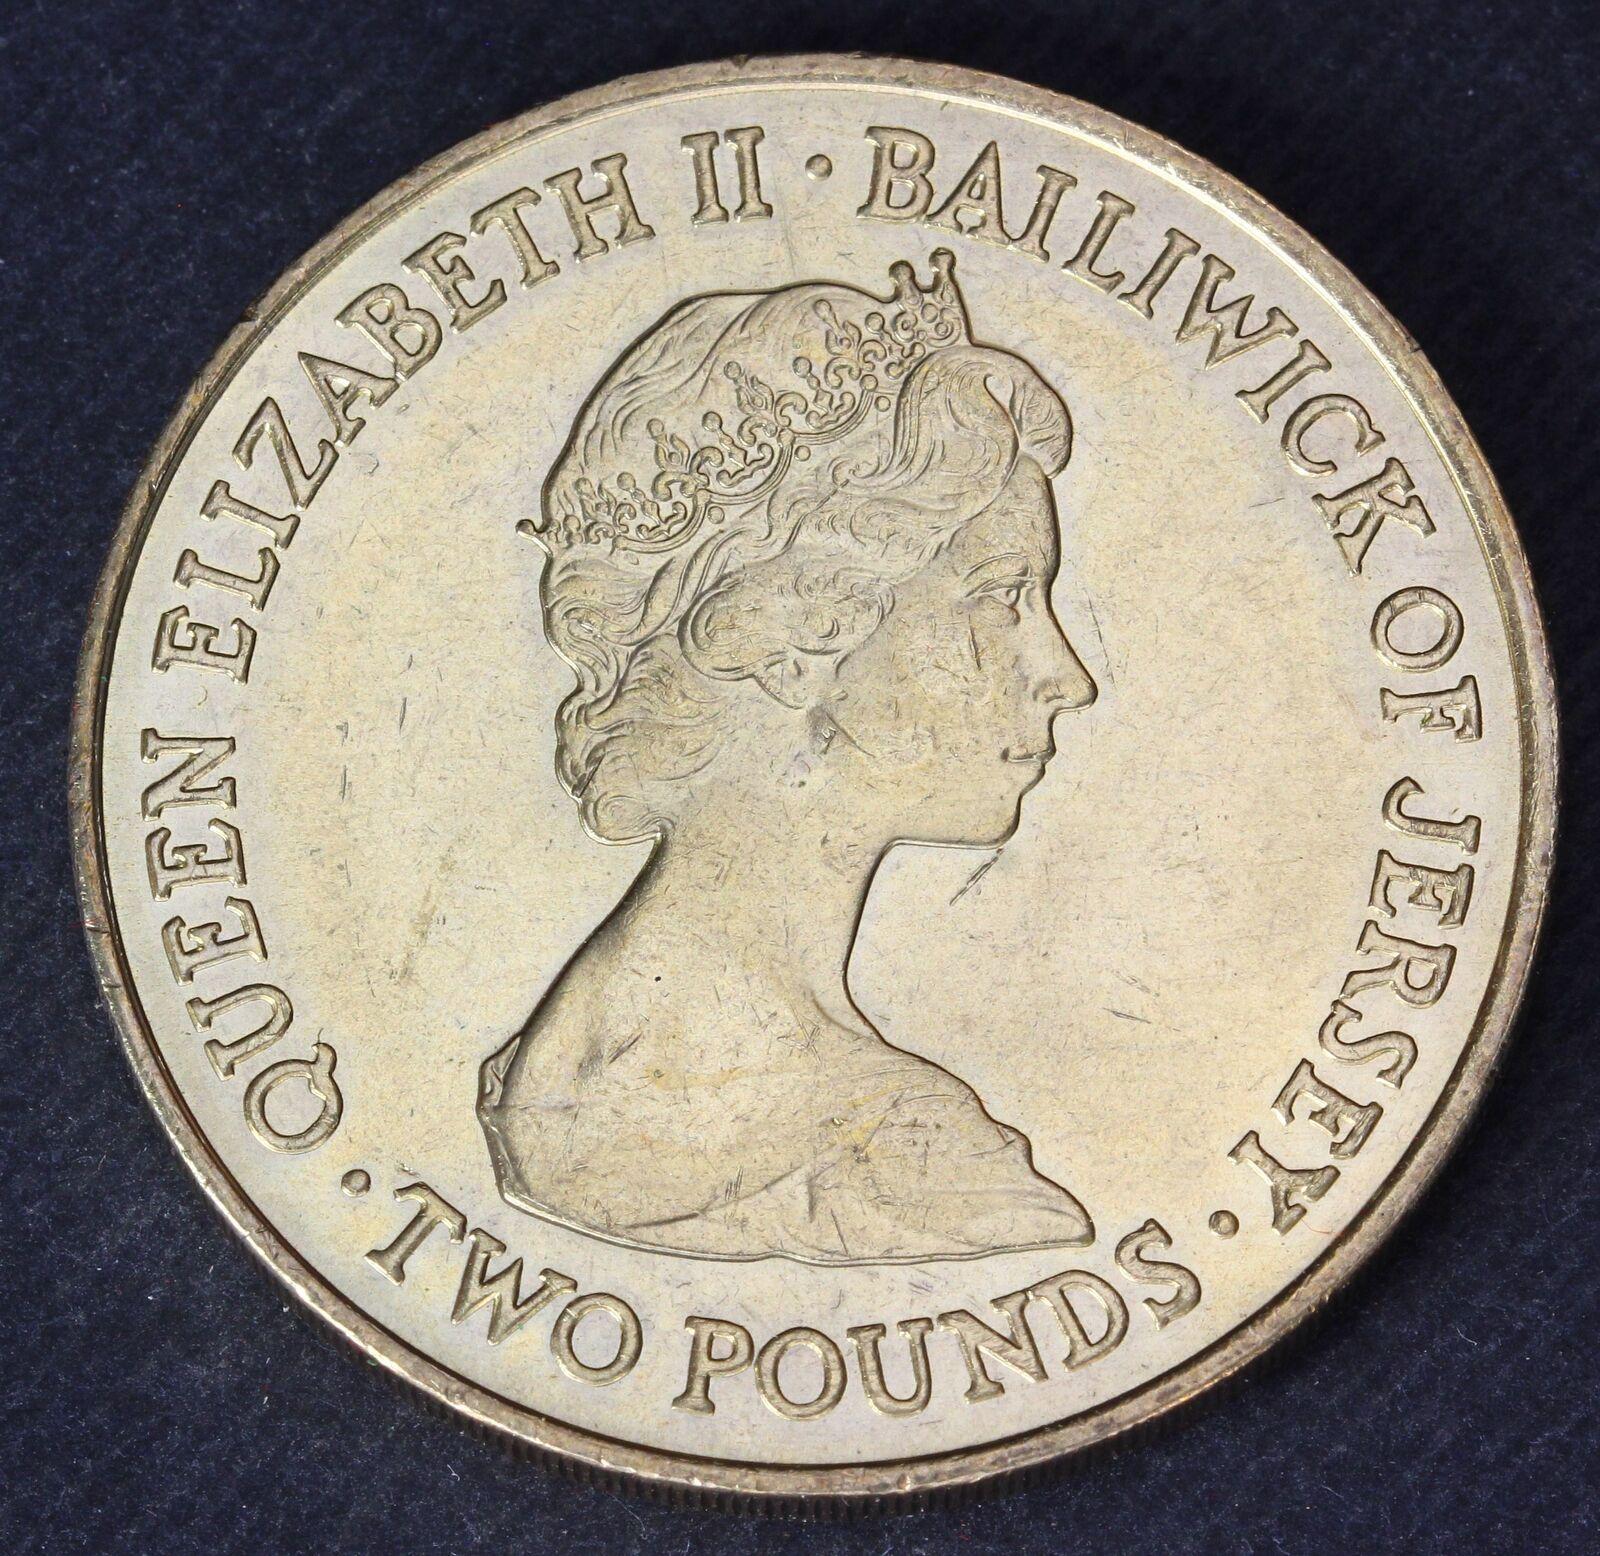 QUEEN ELIZABETH II · BAILIWICK OF JERSEY ·
TWO POUNDS ·